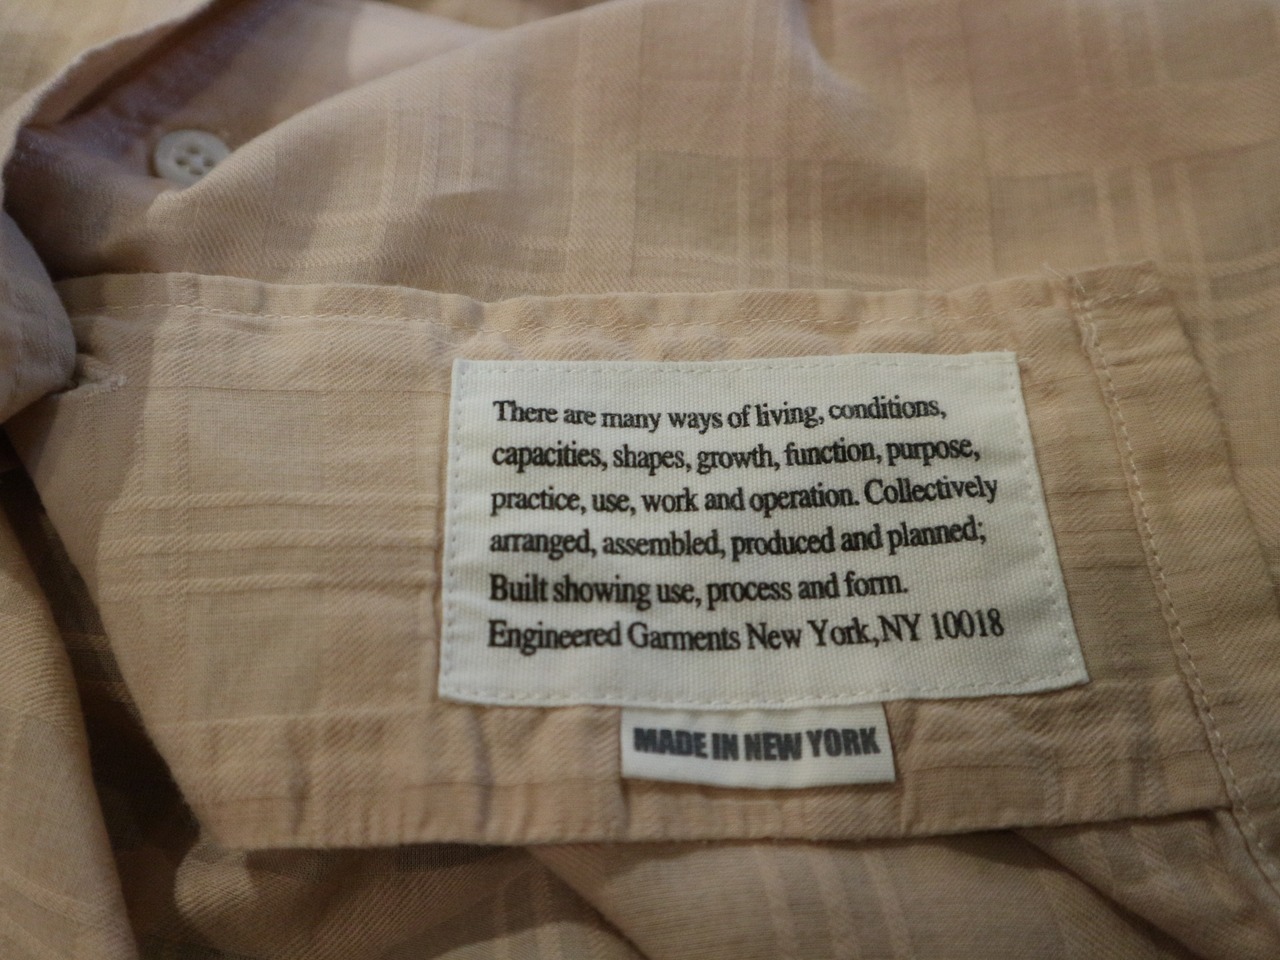 There are many ways of living, conditions,
capacities, shapes, growth, function, purpose,
practice, use, work and operation. Collectively
arranged, assembled, produced and planned;
Built showing use, process and form.
Engineered Garments New York,NY 10018
MADE IN NEW YORK